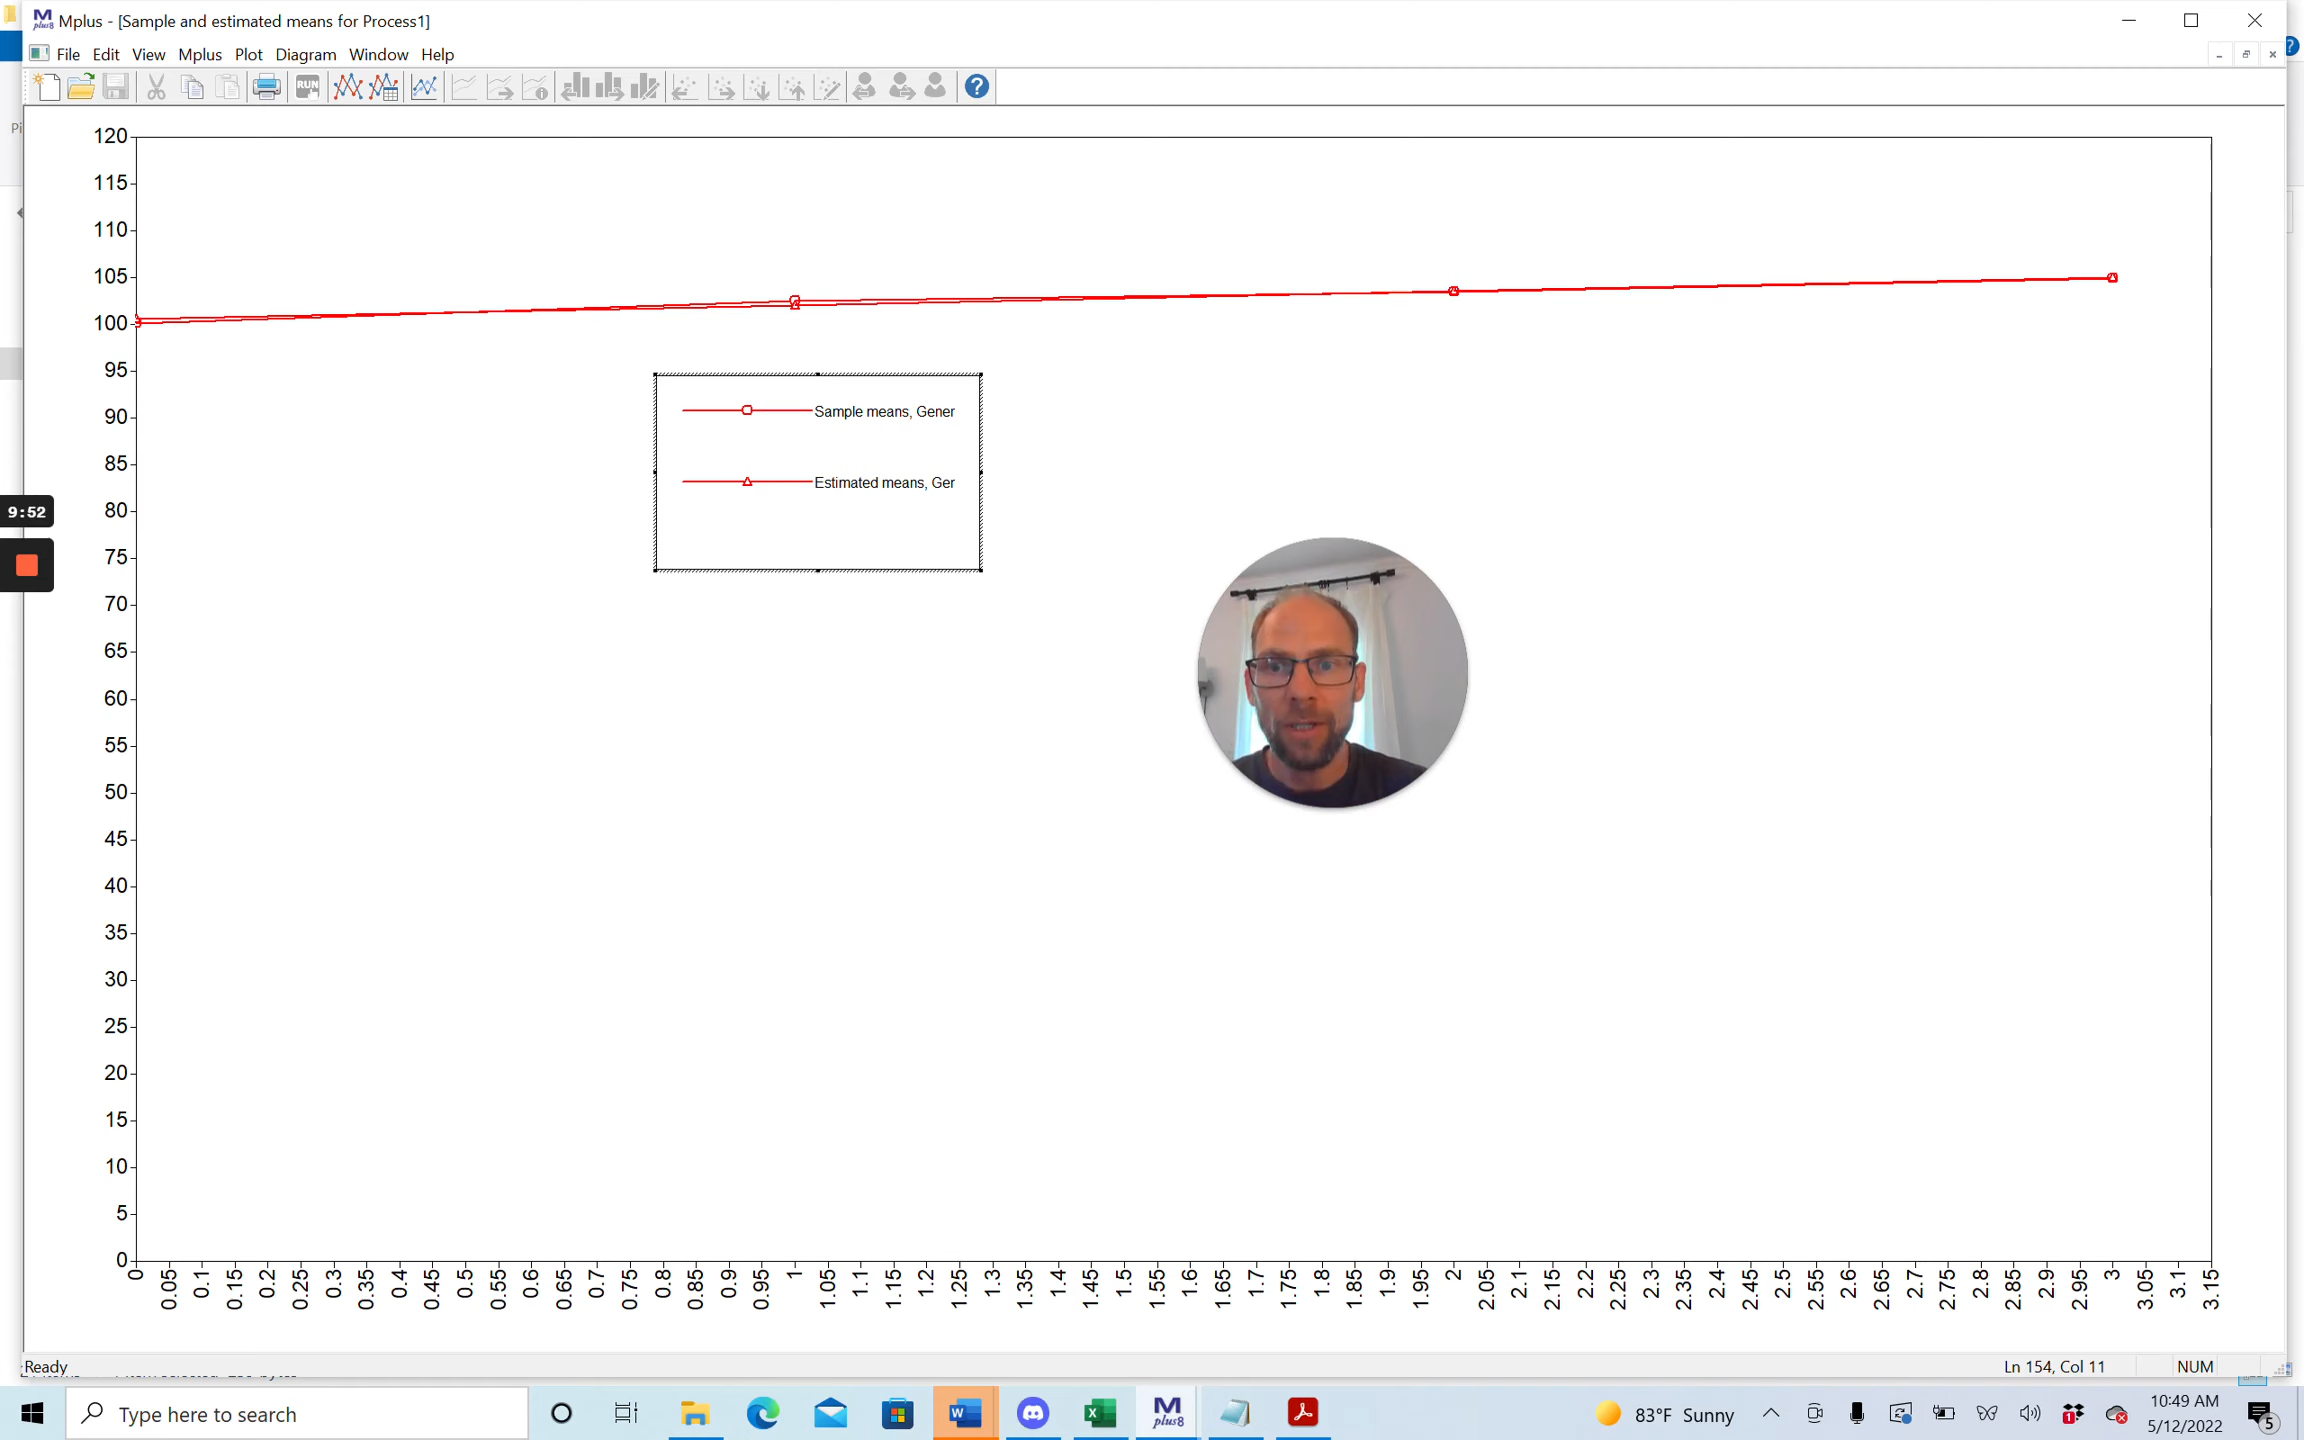 Mplus - [Sample and estimated means for Process1]
File Edit View Mplus Plot Diagram Window Help
RUN
Pi
120
115
110
105
100
95
90
85
80
75
70
65
60
55
50
45
40
35
30
25
20
15
10
5
0
Sample means, Gener
Estimated means, Ger
9:52
0 0.05 0.1 0.15 0.2 0.25 0.3 0.35 0.4 0.45 0.5 0.55 0.6 0.65 0.7 0.75 0.8 0.85 0.9 0.95 1 1.05 1.1 1.15 1.2 1.25 1.3 1.35 1.4 1.45 1.5 1.55 1.6 1.65 1.7 1.75 1.8 1.85 1.9 1.95 2 2.05 2.1 2.15 2.2 2.25 2.3 2.35 2.4 2.45 2.5 2.55 2.6 2.65 2.7 2.75 2.8 2.85 2.9 2.95 3 3.05 3.1 3.15
Ready Ln 154, Col 11 NUM
Type here to search
M
plus8
83°F Sunny
1
10:49 AM
5/12/2022
5